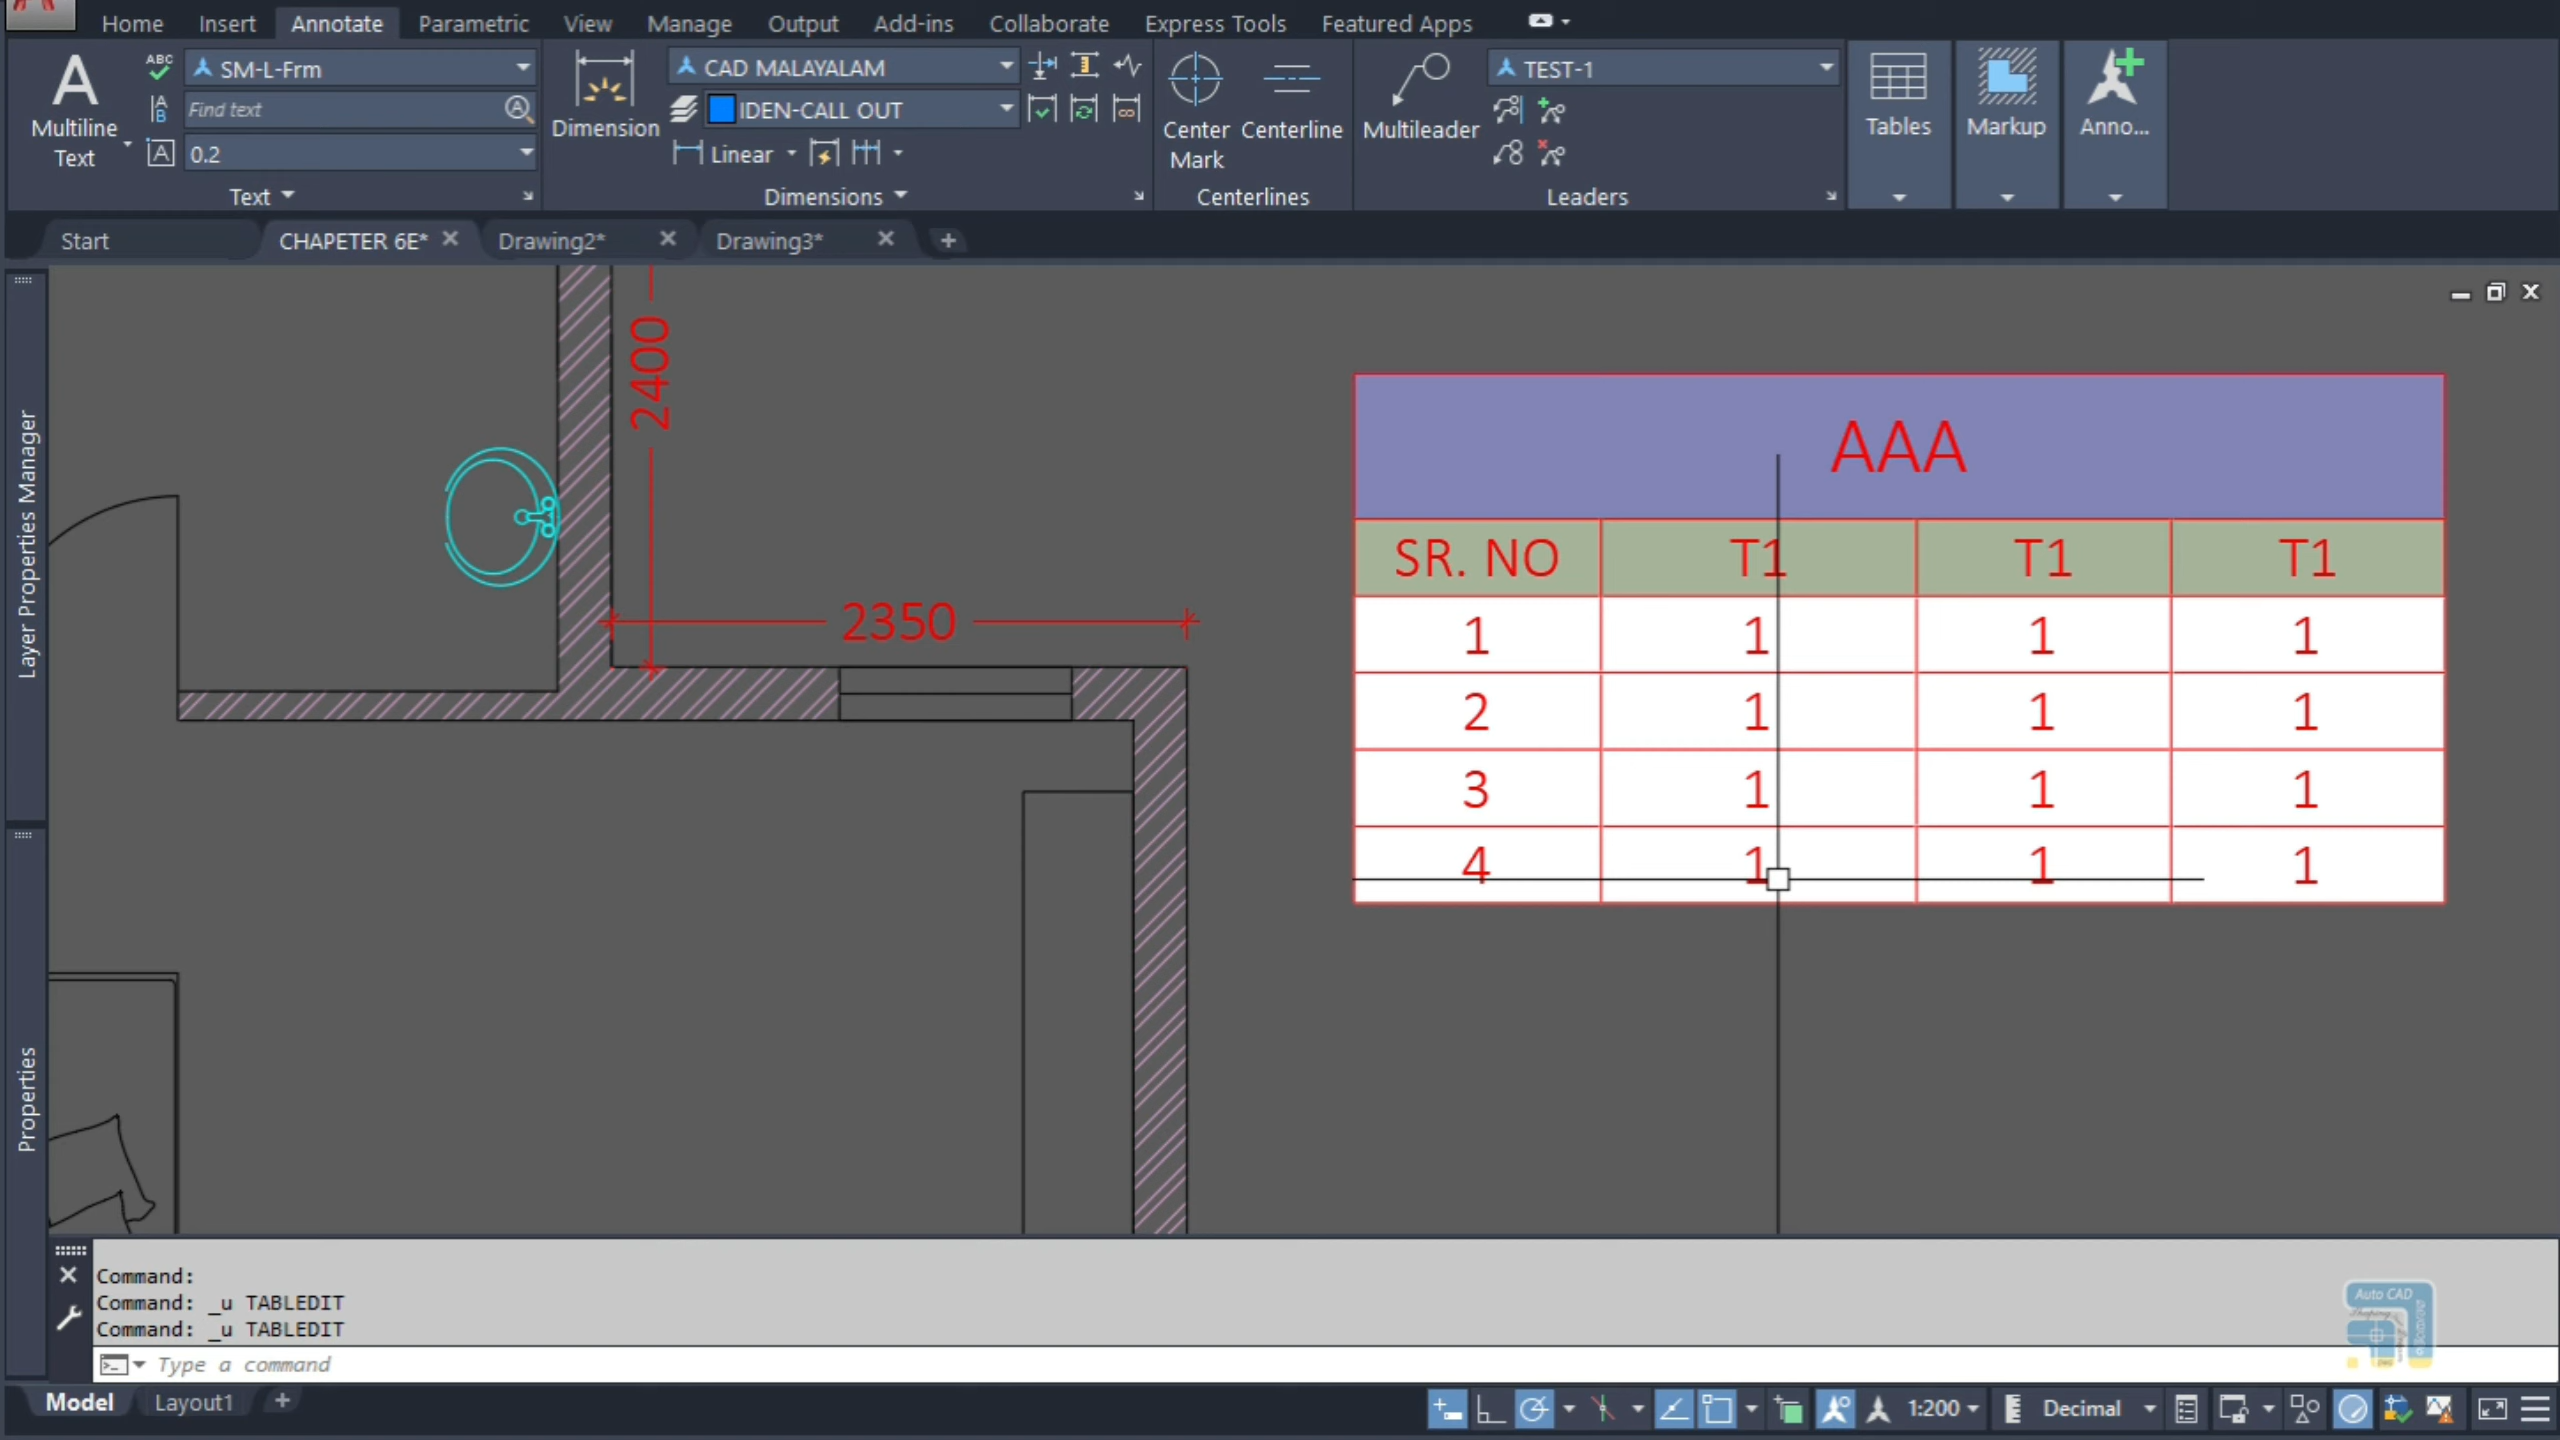 Home Insert Annotate Parametric View Manage Output Add-ins Collaborate Express Tools Featured Apps
Multiline Text
SM-L-Frm
Find text
0.2
Text
Dimension
CAD MALAYALAM
IDEN-CALL OUT
Linear
Dimensions
Center Mark
Centerline
Centerlines
Multileader
TEST-1
Leaders
Tables
Markup
Anno...
Start
CHAPETER 6E*
Drawing2*
Drawing3*
Layer Properties Manager
Properties
2400
2350
AAA
SR. NO T1 T1 T1
1 1 1 1
2 1 1 1
3 1 1 1
4 1 1 1
Command:
Command: _u TABLEDIT
Command: _u TABLEDIT
Type a command
Auto CAD
Model Layout1
1:200 Decimal